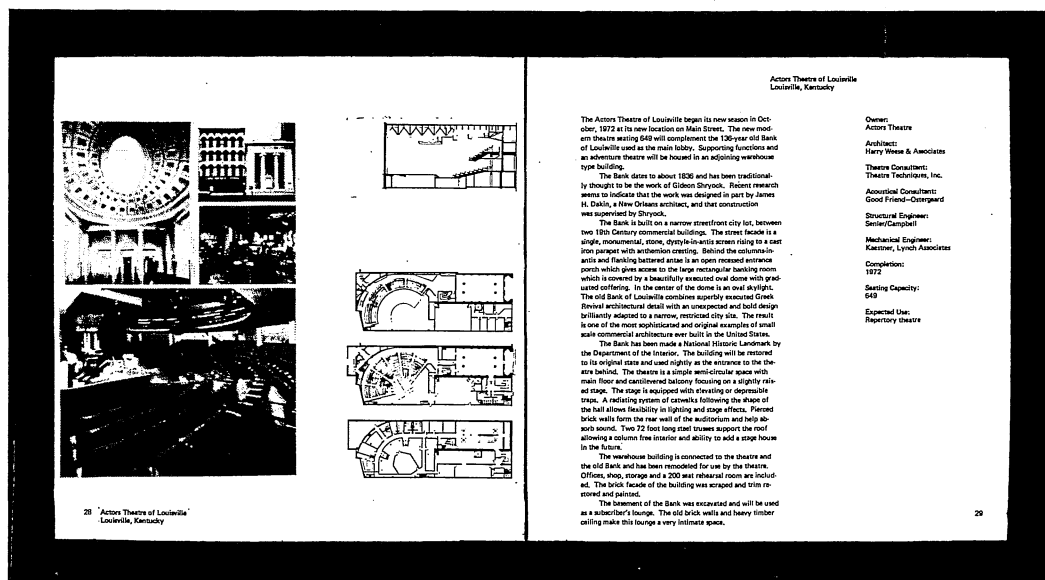 28 Actors Theatre of Louisville
Louisville, Kentucky
Actors Theatre of Louisville
Louisville, Kentucky
The Actors Theatre of Louisville began its new season in Oct-
ober, 1972 at its new location on Main Street. The new mod-
ern theatre seating 649 will complement the 136-year old Bank
of Louisville used as the main lobby. Supporting functions and
an adventure theatre will be housed in an adjoining warehouse
type building.
The Bank dates to about 1836 and has been traditional-
ly thought to be the work of Gideon Shryock. Recent research
seems to indicate that the work was designed in part by James
H. Dakin, a New Orleans architect, and that construction
was supervised by Shryock.
The Bank is built on a narrow streetfront city lot, between
two 19th Century commercial buildings. The street facade is a
single, monumental, stone, dystyle-in-antis screen rising to a cast
iron parapet with anthemion cresting. Behind the columns-in-
antis and flanking battered antae is an open recessed entrance
porch which gives access to the large rectangular banking room
which is covered by a beautifully executed oval dome with grad-
uated coffering. In the center of the dome is an oval skylight.
The old Bank of Louisville combines superbly executed Greek
Revival architectural detail with an unexpected and bold design
brilliantly adapted to a narrow, restricted city site. The result
is one of the most sophisticated and original examples of small
scale commercial architecture ever built in the United States.
The Bank has been made a National Historic Landmark by
the Department of the Interior. The building will be restored
to its original state and used nightly as the entrance to the the-
atre behind. The theatre is a simple semi-circular space with
main floor and cantilevered balcony focusing on a slightly rais-
ed stage. The stage is equipped with elevating or depressible
traps. A radiating system of catwalks following the shape of
the hall allows flexibility in lighting and stage effects. Pierced
brick walls form the rear wall of the auditorium and help ab-
sorb sound. Two 72 foot long steel trusses support the roof
allowing a column free interior and ability to add a stage house
in the future.
The warehouse building is connected to the theatre and
the old Bank and has been remodeled for use by the theatre.
Offices, shop, storage and a 200 seat rehearsal room are includ-
ed. The brick facade of the building was scraped and trim re-
stored and painted.
The basement of the Bank was excavated and will be used
as a subscriber's lounge. The old brick walls and heavy timber
ceiling make this lounge a very intimate space.
Owner:
Actors Theatre
Architect:
Harry Weese & Associates
Theatre Consultant:
Theatre Techniques, Inc.
Acoustical Consultant:
Good Friend—Ostergaard
Structural Engineer:
Senler/Campbell
Mechanical Engineer:
Kaestner, Lynch Associates
Completion:
1972
Seating Capacity:
649
Expected Use:
Repertory theatre
29